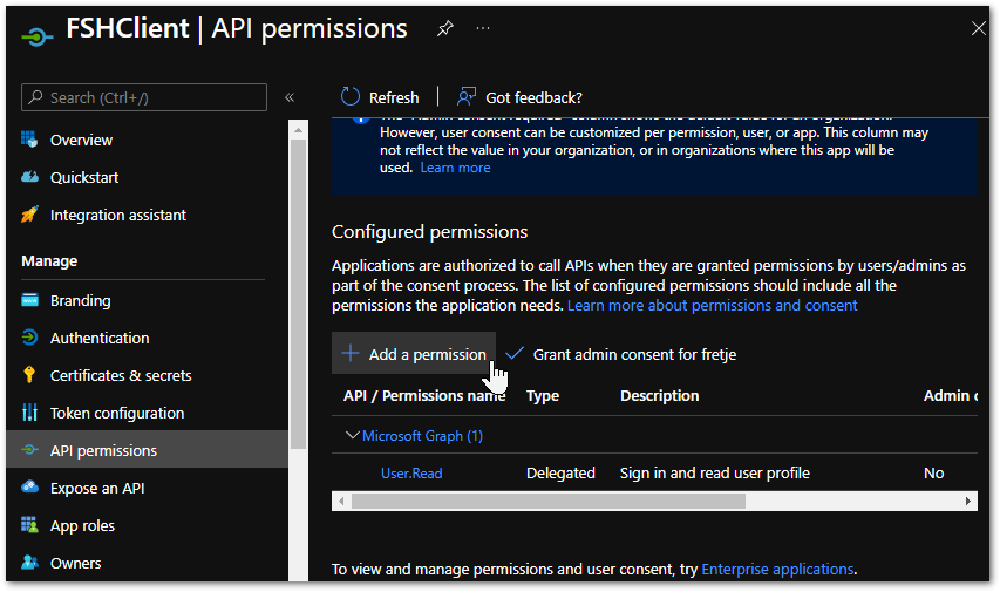 FSHClient | API permissions
Search (Ctrl+/)
«
Overview
Quickstart
Integration assistant
Manage
Branding
Authentication
Certificates & secrets
Token configuration
API permissions
Expose an API
App roles
Owners
Refresh
Got feedback?
However, user consent can be customized per permission, user, or app. This column may
not reflect the value in your organization, or in organizations where this app will be
used. Learn more
Configured permissions
Applications are authorized to call APIs when they are granted permissions by users/admins as
part of the consent process. The list of configured permissions should include all the
permissions the application needs. Learn more about permissions and consent
Add a permission
Grant admin consent for fretje
API / Permissions name Type Description Admin c
Microsoft Graph (1)
User.Read Delegated Sign in and read user profile No
To view and manage permissions and user consent, try Enterprise applications.